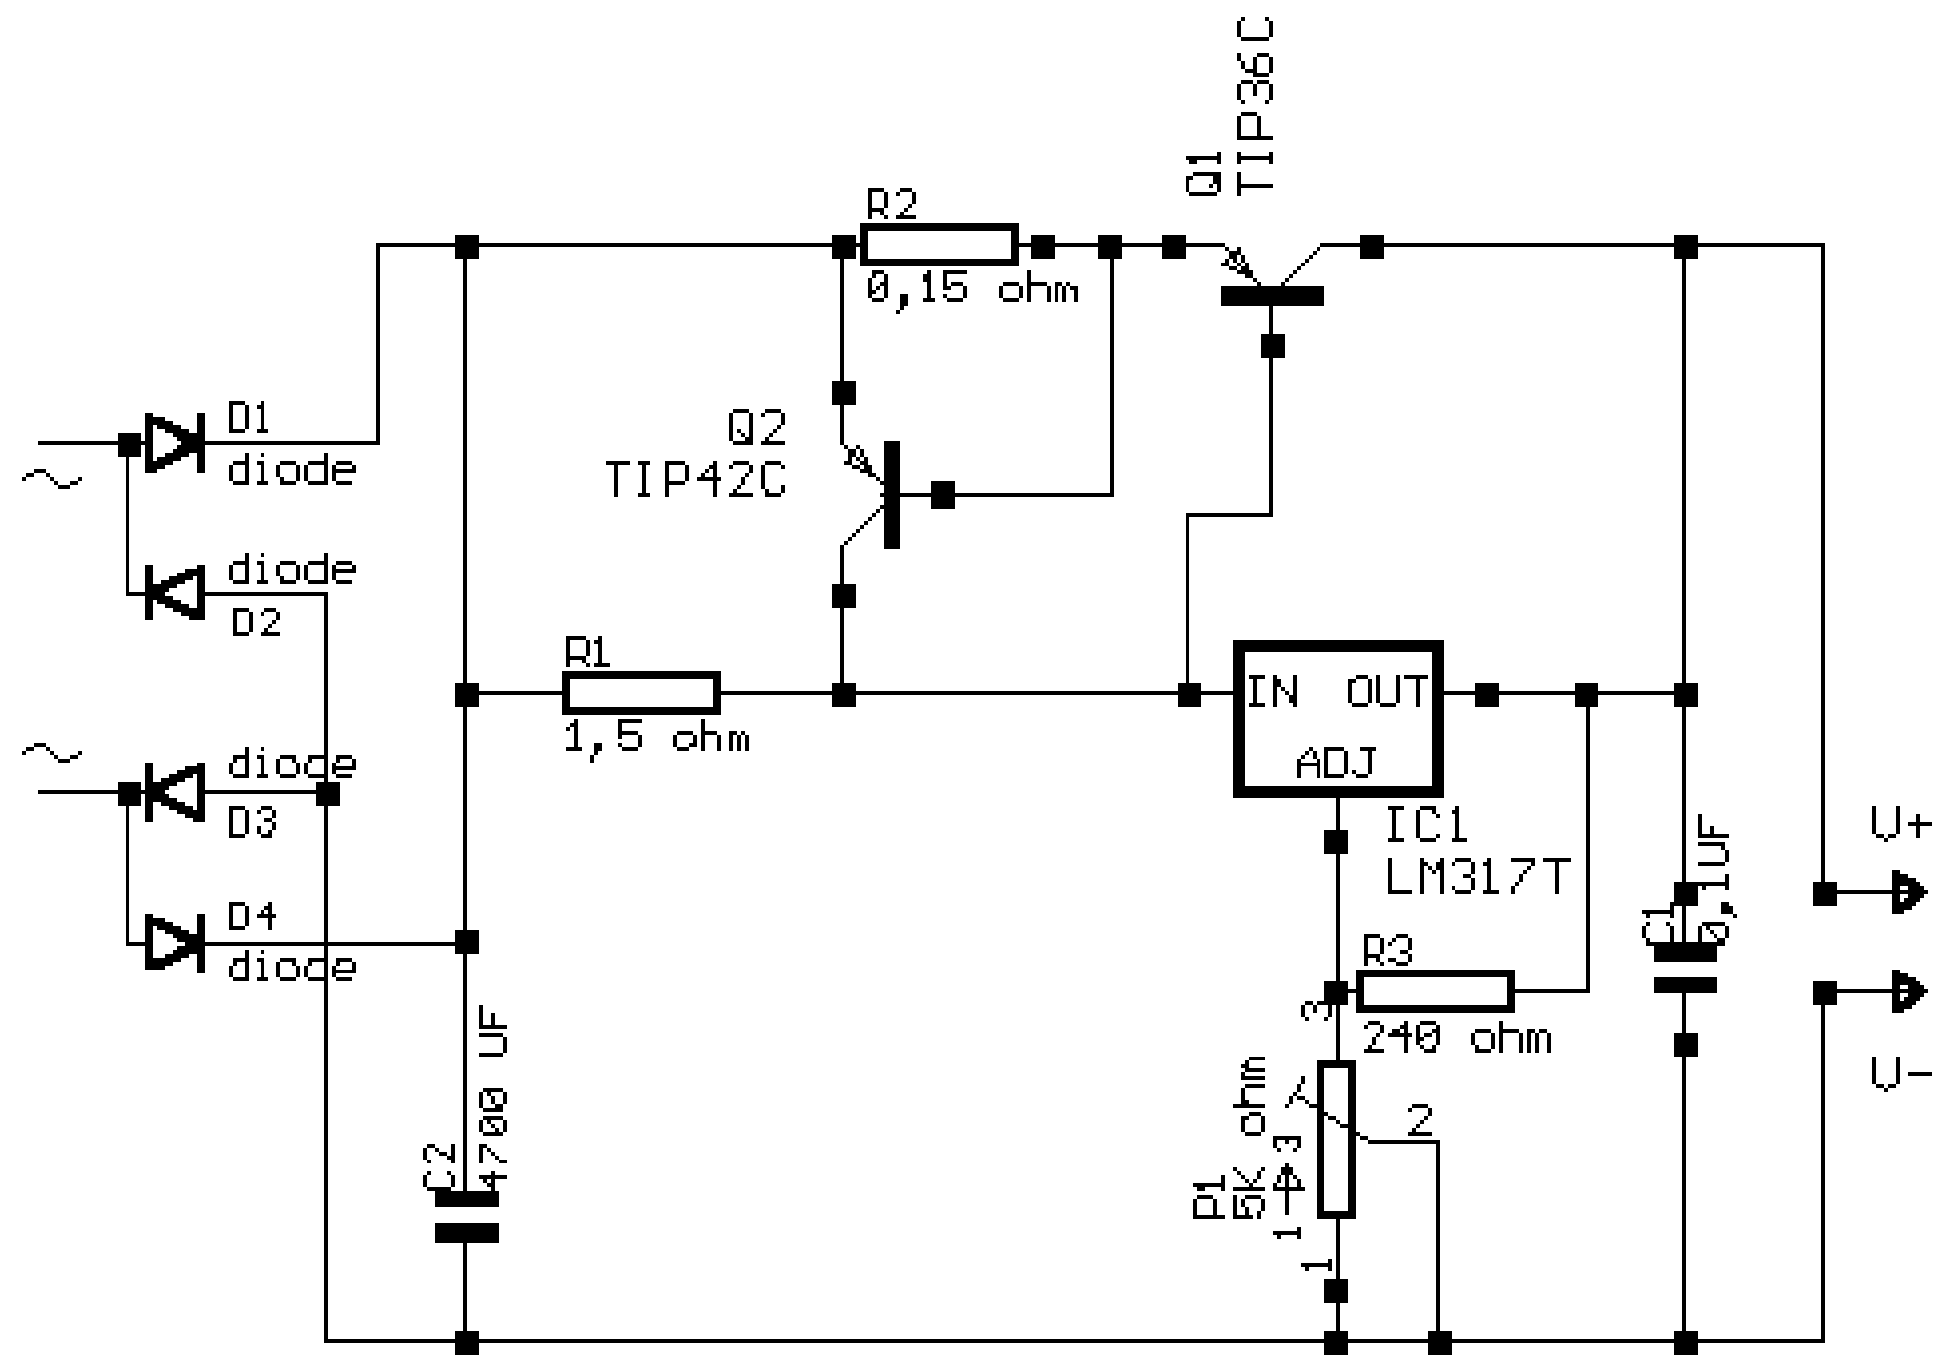 Q1
TIP36C
R2
0,15 ohm
D1
diode
Q2
TIP42C
diode
D2
R1
1,5 ohm
IN OUT
ADJ
diode
D3
IC1
LM317T
V+
C1
0,1UF
D4
diode
R3
240 ohm
3
V-
C2
4700 UF
P1
ohm
1
3
2
1